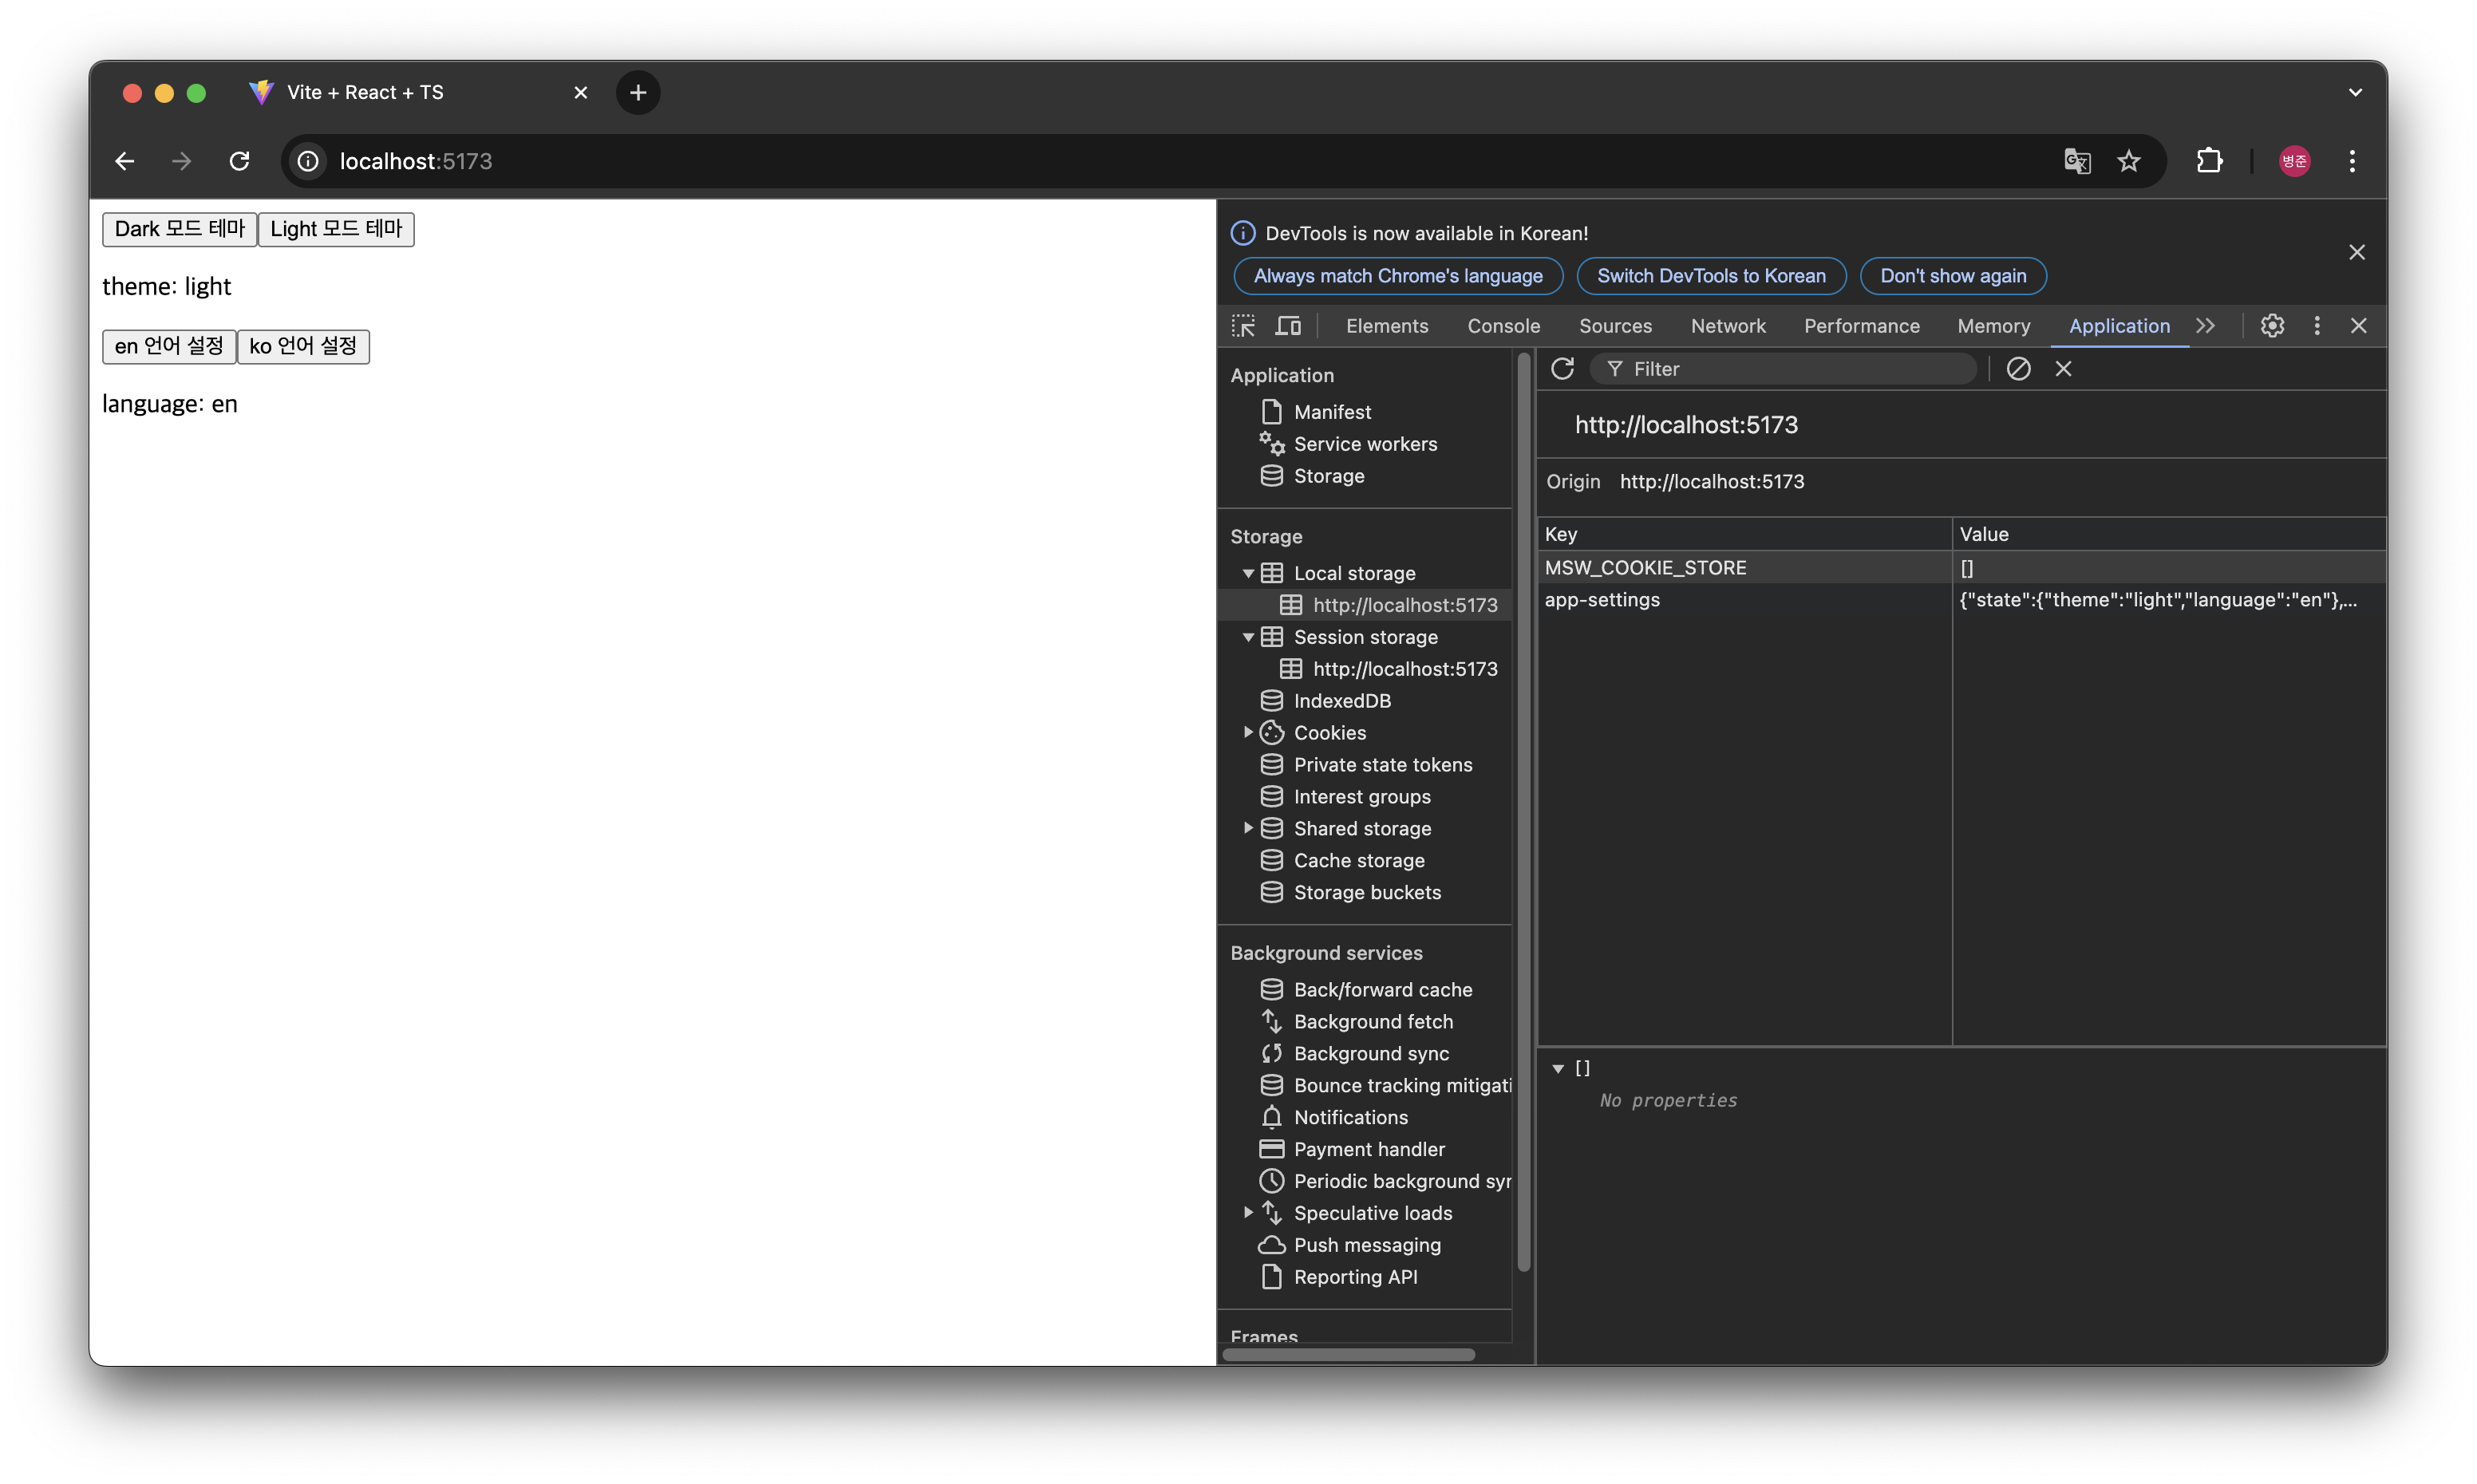 Vite + React + TS
localhost:5173
병준
Dark 모드 테마 Light 모드 테마
theme: light
en 언어 설정 ko 언어 설정
language: en
DevTools is now available in Korean!
Always match Chrome's language Switch DevTools to Korean Don't show again
Elements Console Sources Network Performance Memory Application
Application
Manifest
Service workers
Storage
Storage
Local storage
http://localhost:5173
Session storage
http://localhost:5173
IndexedDB
Cookies
Private state tokens
Interest groups
Shared storage
Cache storage
Storage buckets
Background services
Back/forward cache
Background fetch
Background sync
Bounce tracking mitigati
Notifications
Payment handler
Periodic background syn
Speculative loads
Push messaging
Reporting API
Frames
Filter
http://localhost:5173
Origin http://localhost:5173
Key Value
MSW_COOKIE_STORE []
app-settings {"state":{"theme":"light","language":"en"},...
[]
No properties